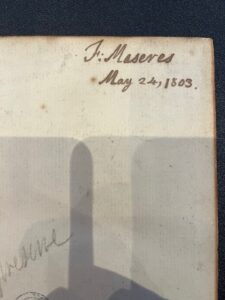 F: Maseres
May 24, 1803.